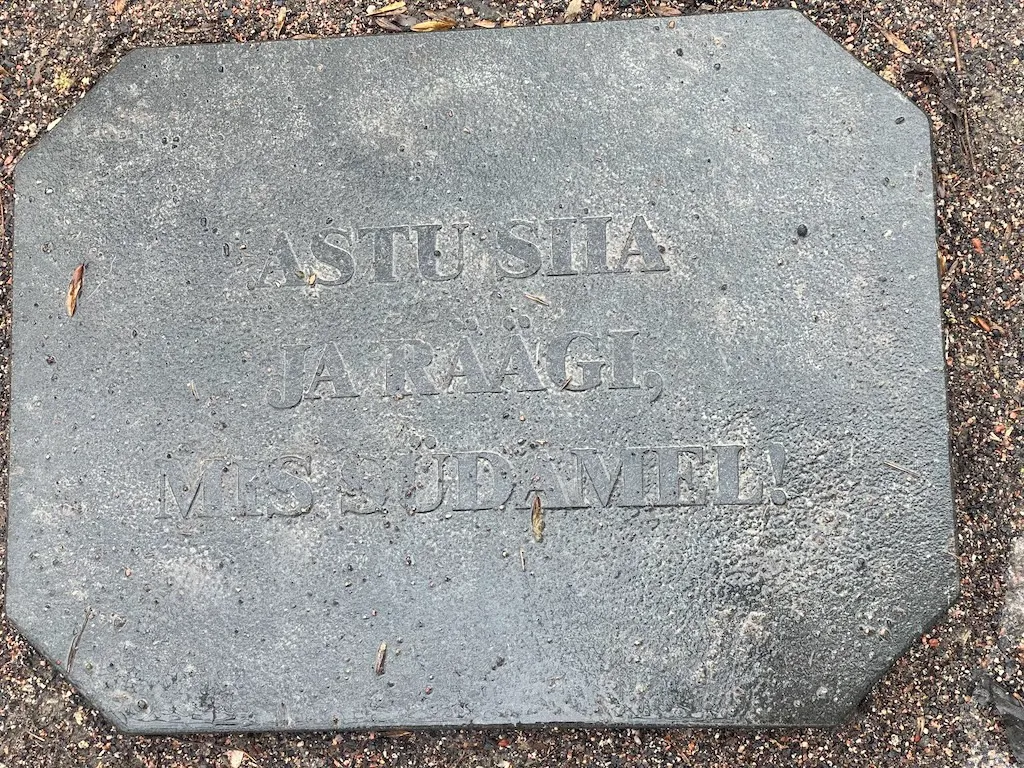 ASTU SIIA
JA RÄÄGI,
MIS SÜDAMEL!